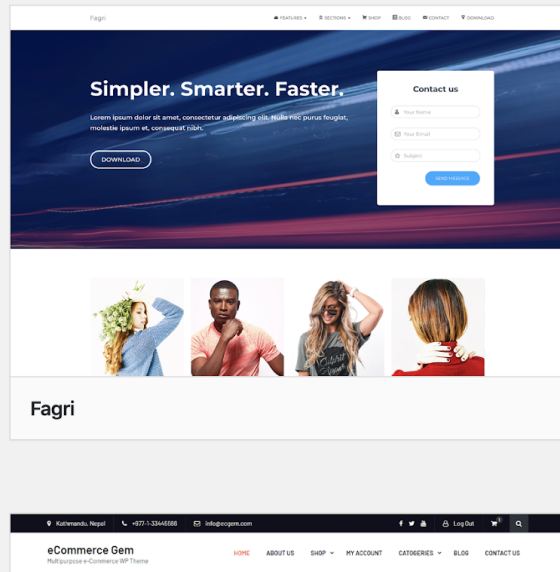 Fagri
FEATURES SECTIONS SHOP BLOG CONTACT DOWNLOAD
Simpler. Smarter. Faster.
Lorem ipsum dolor sit amet, consectetur adipiscing elit. Nulla nec purus feugiat,
molestie ipsum et, consequat nibh.
DOWNLOAD
Contact us
Your Name
Your Email
Subject
SEND MESSAGE
Fagri
Kathmandu, Nepal +977-1-33445566 info@ecgem.com Log Out
eCommerce Gem
Multipurpose e-Commerce WP Theme
HOME ABOUT US SHOP MY ACCOUNT CATOGERIES BLOG CONTACT US